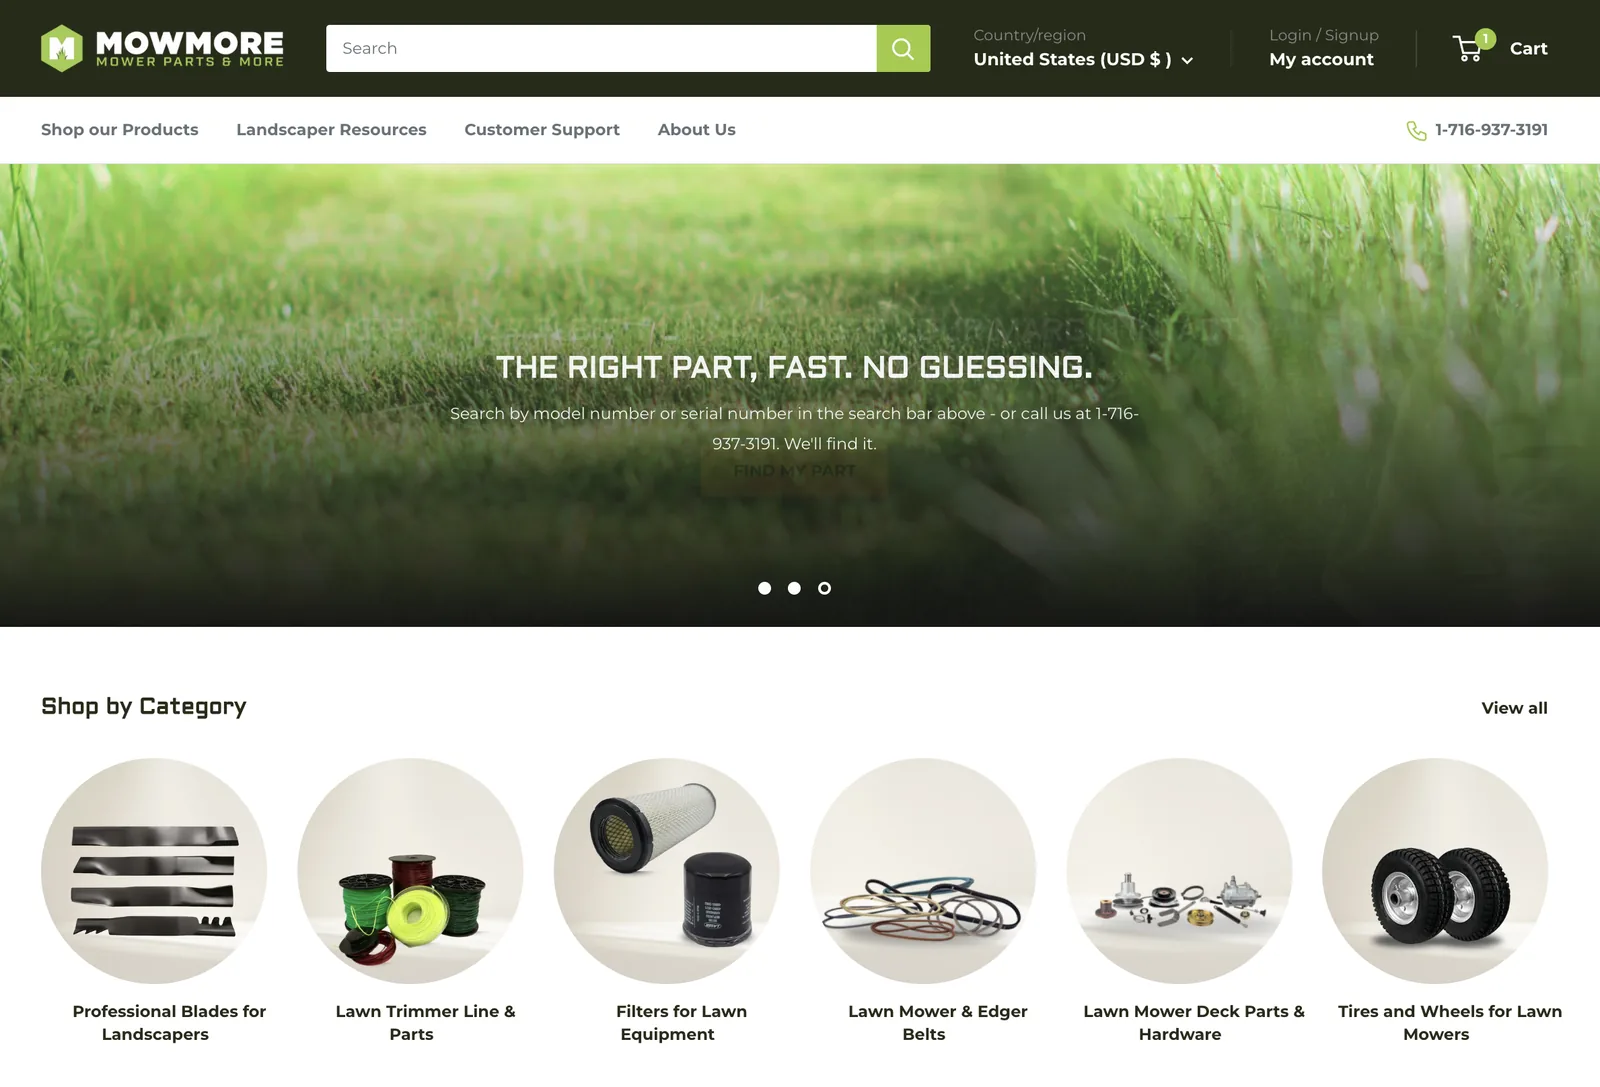 MOWMORE
MOWER PARTS & MORE
Search
Country/region
United States (USD $ )
Login / Signup
My account
1
Cart
Shop our Products
Landscaper Resources
Customer Support
About Us
1-716-937-3191
THE RIGHT PART, FAST. NO GUESSING.
Search by model number or serial number in the search bar above - or call us at 1-716-
937-3191. We'll find it.
FIND MY PART
Shop by Category
View all
Professional Blades for
Landscapers
Lawn Trimmer Line &
Parts
Filters for Lawn
Equipment
Lawn Mower & Edger
Belts
Lawn Mower Deck Parts &
Hardware
Tires and Wheels for Lawn
Mowers